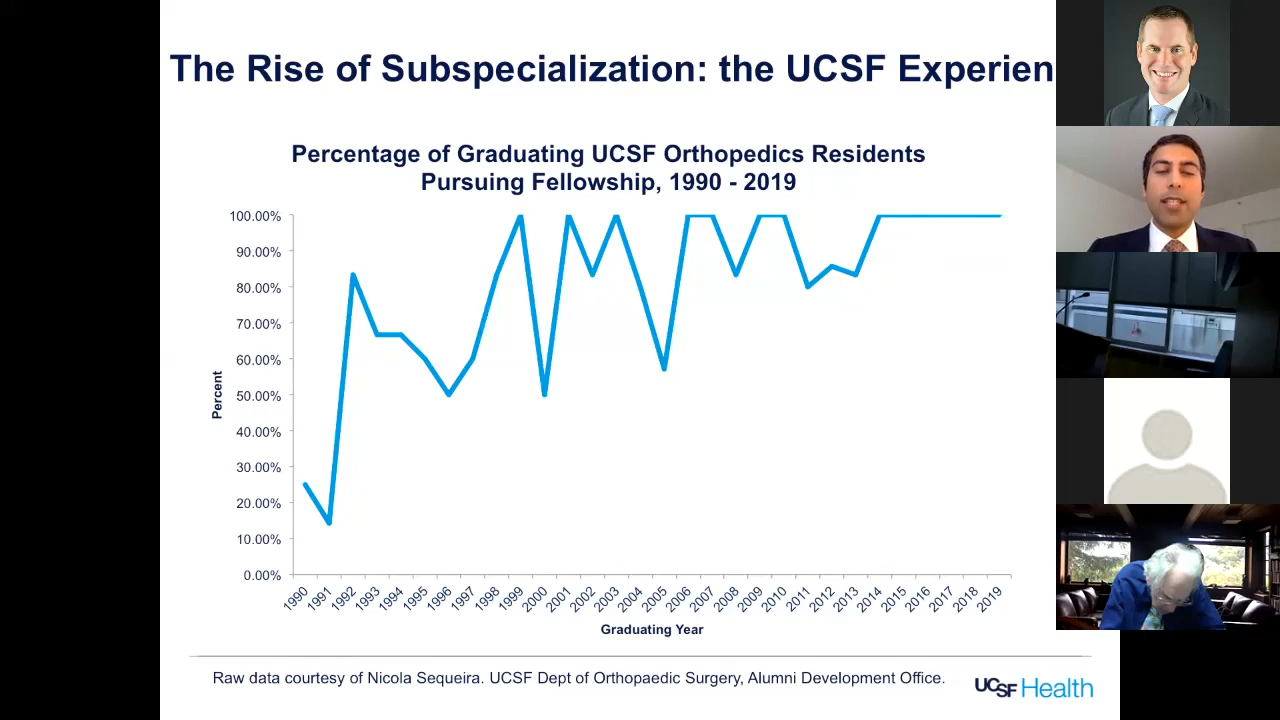 The Rise of Subspecialization: the UCSF Experien
Percentage of Graduating UCSF Orthopedics Residents
Pursuing Fellowship, 1990 - 2019
100.00%
90.00%
80.00%
70.00%
60.00%
50.00%
40.00%
30.00%
20.00%
10.00%
0.00%
Percent
1990 1991 1992 1993 1994 1995 1996 1997 1998 1999 2000 2001 2002 2003 2004 2005 2006 2007 2008 2009 2010 2011 2012 2013 2014 2015 2016 2017 2018 2019
Graduating Year
Raw data courtesy of Nicola Sequeira. UCSF Dept of Orthopaedic Surgery, Alumni Development Office.
UCSF Health